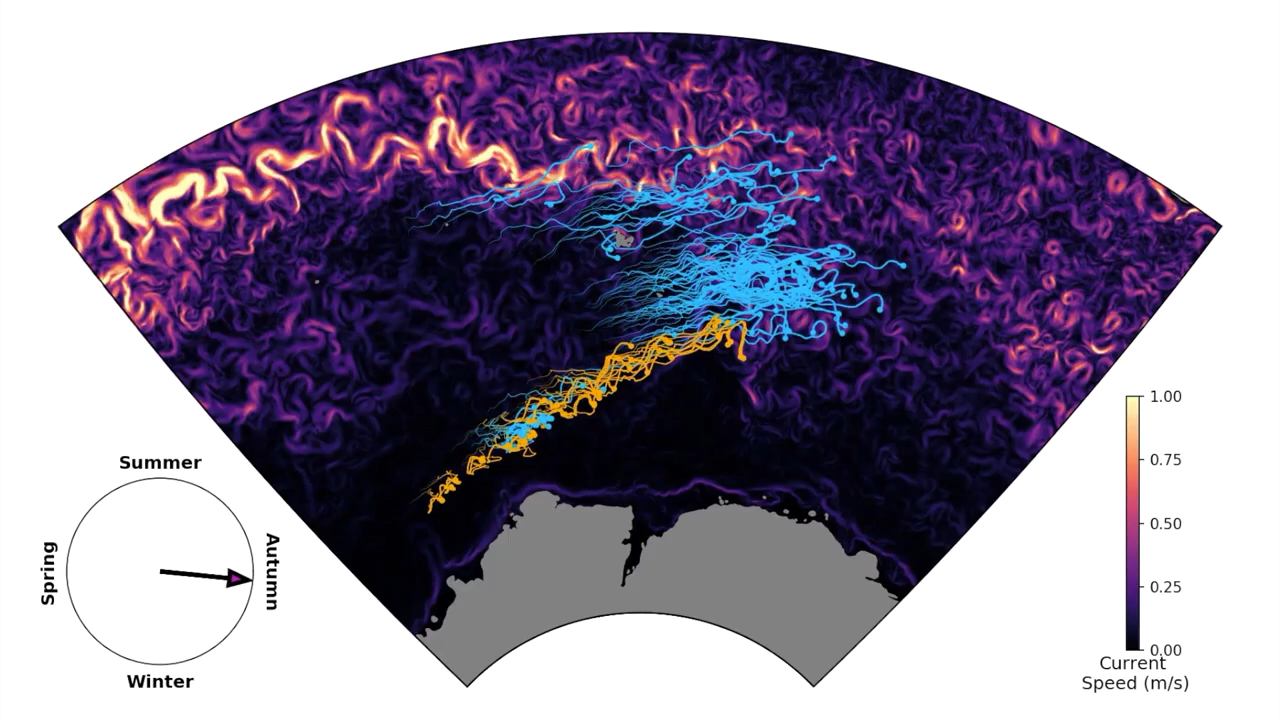 Summer
Spring
Autumn
Winter
1.00
0.75
0.50
0.25
0.00
Current
Speed (m/s)